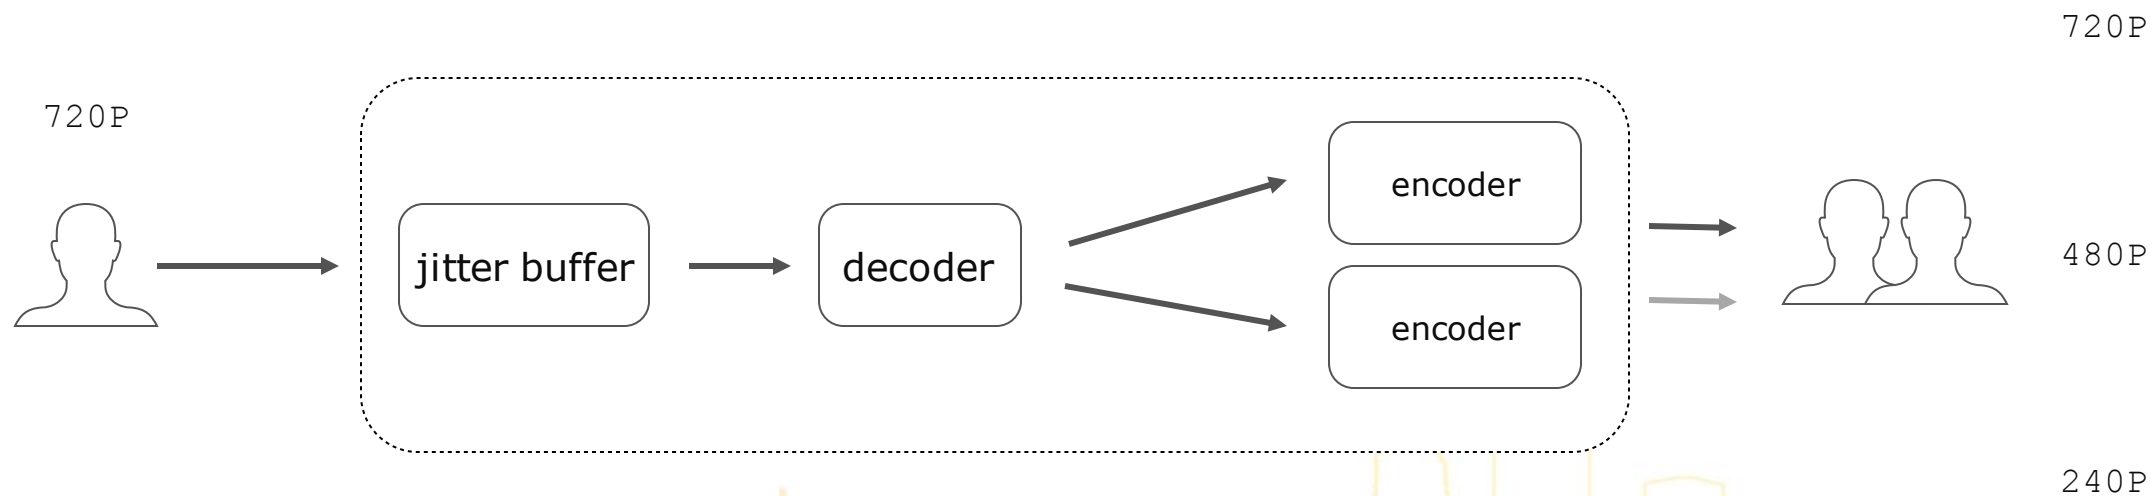 720P
720P
jitter buffer
decoder
encoder
encoder
480P
240P